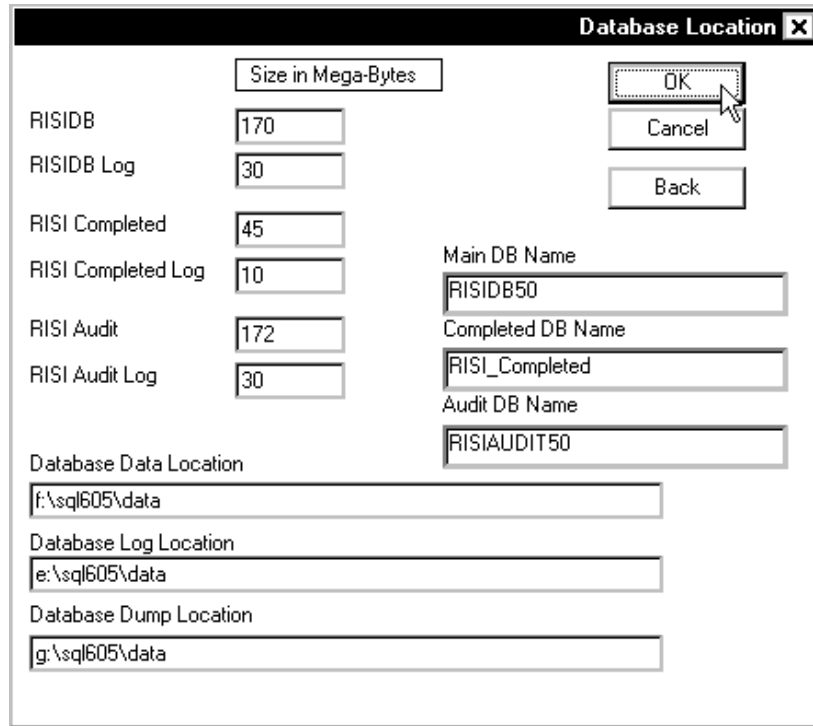 Database Location
Size in Mega-Bytes
OK
RISIDB
170
Cancel
RISIDB Log
30
Back
RISI Completed
45
RISI Completed Log
10
Main DB Name
RISIDB50
RISI Audit
172
Completed DB Name
RISI Audit Log
30
RISI_Completed
Audit DB Name
RISIAUDIT50
Database Data Location
f:\sql605\data
Database Log Location
e:\sql605\data
Database Dump Location
g:\sql605\data